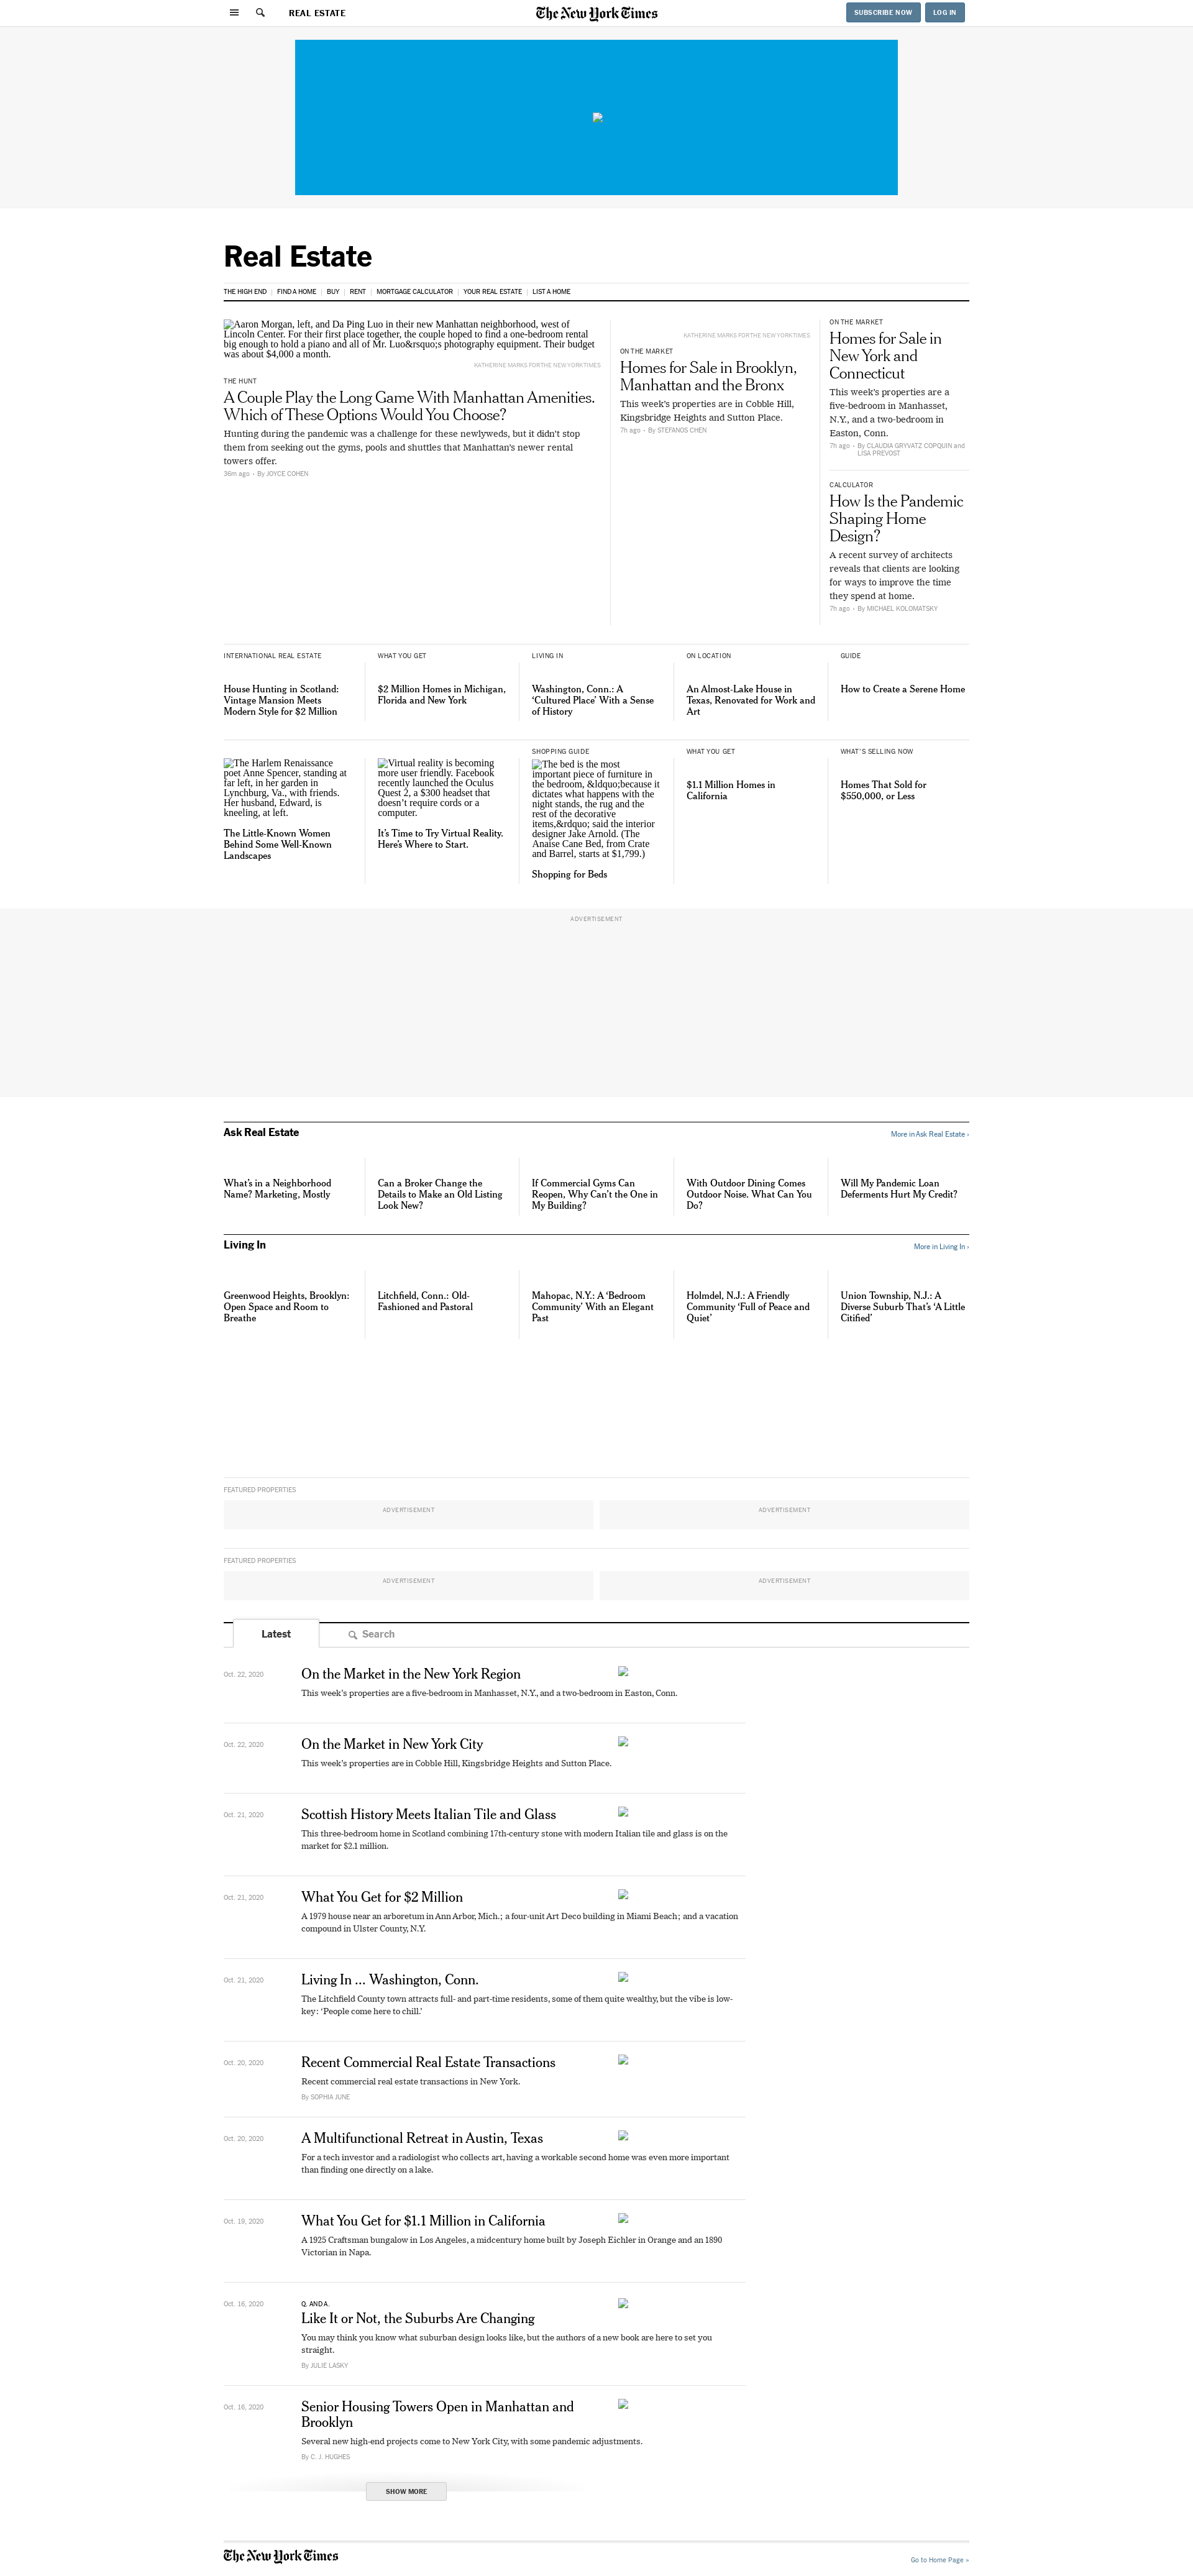 REAL ESTATE
The New York Times
SUBSCRIBE NOW
LOG IN
Real Estate
THE HIGH END
FIND A HOME
BUY
RENT
MORTGAGE CALCULATOR
YOUR REAL ESTATE
LIST A HOME
Aaron Morgan, left, and Da Ping Luo in their new Manhattan neighborhood, west of
Lincoln Center. For their first place together, the couple hoped to find a one-bedroom rental
big enough to hold a piano and all of Mr. Luo&rsquo;s photography equipment. Their budget
was about $4,000 a month.
KATHERINE MARKS FOR THE NEW YORK TIMES
THE HUNT
A Couple Play the Long Game With Manhattan Amenities.
Which of These Options Would You Choose?
Hunting during the pandemic was a challenge for these newlyweds, but it didn't stop
them from seeking out the gyms, pools and shuttles that Manhattan's newer rental
towers offer.
36m ago · By JOYCE COHEN
KATHERINE MARKS FOR THE NEW YORK TIMES
ON THE MARKET
Homes for Sale in Brooklyn,
Manhattan and the Bronx
This week's properties are in Cobble Hill,
Kingsbridge Heights and Sutton Place.
7h ago · By STEFANOS CHEN
ON THE MARKET
Homes for Sale in
New York and
Connecticut
This week's properties are a
five-bedroom in Manhasset,
N.Y., and a two-bedroom in
Easton, Conn.
7h ago · By CLAUDIA GRYVATZ COPQUIN and
LISA PREVOST
CALCULATOR
How Is the Pandemic
Shaping Home
Design?
A recent survey of architects
reveals that clients are looking
for ways to improve the time
they spend at home.
7h ago · By MICHAEL KOLOMATSKY
INTERNATIONAL REAL ESTATE
House Hunting in Scotland:
Vintage Mansion Meets
Modern Style for $2 Million
WHAT YOU GET
$2 Million Homes in Michigan,
Florida and New York
LIVING IN
Washington, Conn.: A
‘Cultured Place’ With a Sense
of History
ON LOCATION
An Almost-Lake House in
Texas, Renovated for Work and
Art
GUIDE
How to Create a Serene Home
The Harlem Renaissance
poet Anne Spencer, standing at
far left, in her garden in
Lynchburg, Va., with friends.
Her husband, Edward, is
kneeling, at left.
The Little-Known Women
Behind Some Well-Known
Landscapes
Virtual reality is becoming
more user friendly. Facebook
recently launched the Oculus
Quest 2, a $300 headset that
doesn’t require cords or a
computer.
It’s Time to Try Virtual Reality.
Here’s Where to Start.
SHOPPING GUIDE
The bed is the most
important piece of furniture in
the bedroom, &ldquo;because it
dictates what happens with the
night stands, the rug and the
rest of the decorative
items,&rdquo; said the interior
designer Jake Arnold. (The
Anaise Cane Bed, from Crate
and Barrel, starts at $1,799.)
Shopping for Beds
WHAT YOU GET
$1.1 Million Homes in
California
WHAT'S SELLING NOW
Homes That Sold for
$550,000, or Less
ADVERTISEMENT
Ask Real Estate
More in Ask Real Estate ›
What’s in a Neighborhood
Name? Marketing, Mostly
Can a Broker Change the
Details to Make an Old Listing
Look New?
If Commercial Gyms Can
Reopen, Why Can’t the One in
My Building?
With Outdoor Dining Comes
Outdoor Noise. What Can You
Do?
Will My Pandemic Loan
Deferments Hurt My Credit?
Living In
More in Living In ›
Greenwood Heights, Brooklyn:
Open Space and Room to
Breathe
Litchfield, Conn.: Old-
Fashioned and Pastoral
Mahopac, N.Y.: A ‘Bedroom
Community’ With an Elegant
Past
Holmdel, N.J.: A Friendly
Community ‘Full of Peace and
Quiet’
Union Township, N.J.: A
Diverse Suburb That’s ‘A Little
Citified’
FEATURED PROPERTIES
ADVERTISEMENT
ADVERTISEMENT
FEATURED PROPERTIES
ADVERTISEMENT
ADVERTISEMENT
Latest
Search
Oct. 22, 2020
On the Market in the New York Region
This week’s properties are a five-bedroom in Manhasset, N.Y., and a two-bedroom in Easton, Conn.
Oct. 22, 2020
On the Market in New York City
This week’s properties are in Cobble Hill, Kingsbridge Heights and Sutton Place.
Oct. 21, 2020
Scottish History Meets Italian Tile and Glass
This three-bedroom home in Scotland combining 17th-century stone with modern Italian tile and glass is on the
market for $2.1 million.
Oct. 21, 2020
What You Get for $2 Million
A 1979 house near an arboretum in Ann Arbor, Mich.; a four-unit Art Deco building in Miami Beach; and a vacation
compound in Ulster County, N.Y.
Oct. 21, 2020
Living In ... Washington, Conn.
The Litchfield County town attracts full- and part-time residents, some of them quite wealthy, but the vibe is low-
key: ‘People come here to chill.’
Oct. 20, 2020
Recent Commercial Real Estate Transactions
Recent commercial real estate transactions in New York.
By SOPHIA JUNE
Oct. 20, 2020
A Multifunctional Retreat in Austin, Texas
For a tech investor and a radiologist who collects art, having a workable second home was even more important
than finding one directly on a lake.
Oct. 19, 2020
What You Get for $1.1 Million in California
A 1925 Craftsman bungalow in Los Angeles, a midcentury home built by Joseph Eichler in Orange and an 1890
Victorian in Napa.
Oct. 16, 2020
Q. AND A.
Like It or Not, the Suburbs Are Changing
You may think you know what suburban design looks like, but the authors of a new book are here to set you
straight.
By JULIE LASKY
Oct. 16, 2020
Senior Housing Towers Open in Manhattan and
Brooklyn
Several new high-end projects come to New York City, with some pandemic adjustments.
By C. J. HUGHES
SHOW MORE
The New York Times
Go to Home Page »